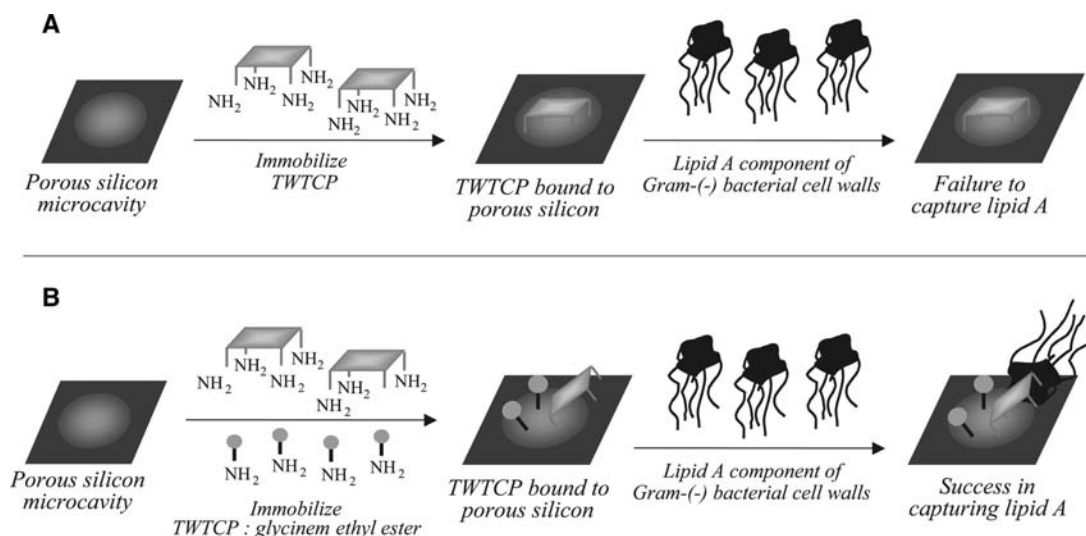 A
NH2
NH2
NH2
NH2
NH2
NH2
NH2
NH2
Immobilize
TWTCP
Porous silicon
microcavity
TWTCP bound to
porous silicon
Lipid A component of
Gram-(-) bacterial cell walls
Failure to
capture lipid A
B
NH2
NH2
NH2
NH2
NH2
NH2
NH2
NH2
NH2
NH2
NH2
NH2
Immobilize
TWTCP : glycinem ethyl ester
Porous silicon
microcavity
TWTCP bound to
porous silicon
Lipid A component of
Gram-(-) bacterial cell walls
Success in
capturing lipid A